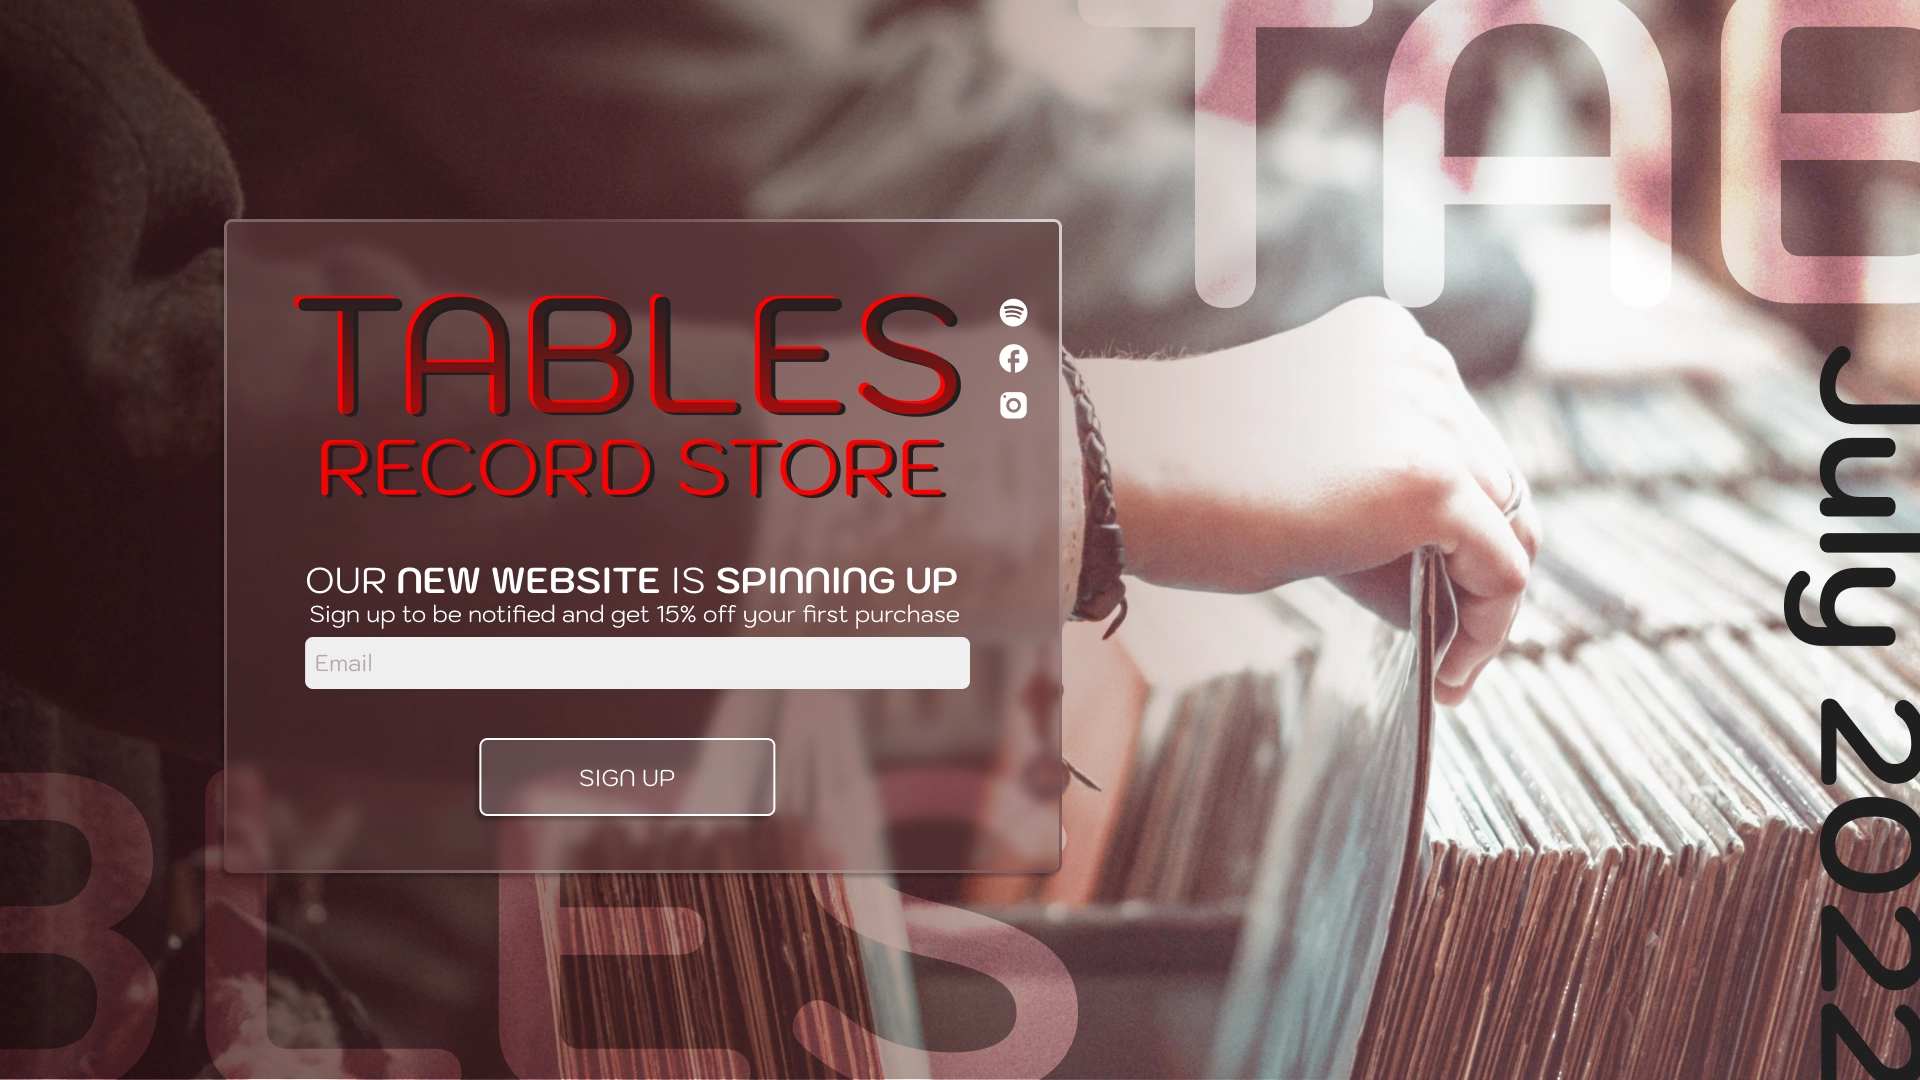 TAB
TABLES
RECORD STORE
OUR NEW WEBSITE IS SPINNING UP
Sign up to be notified and get 15% off your first purchase
Email
SIGN UP
July 2022
BLES